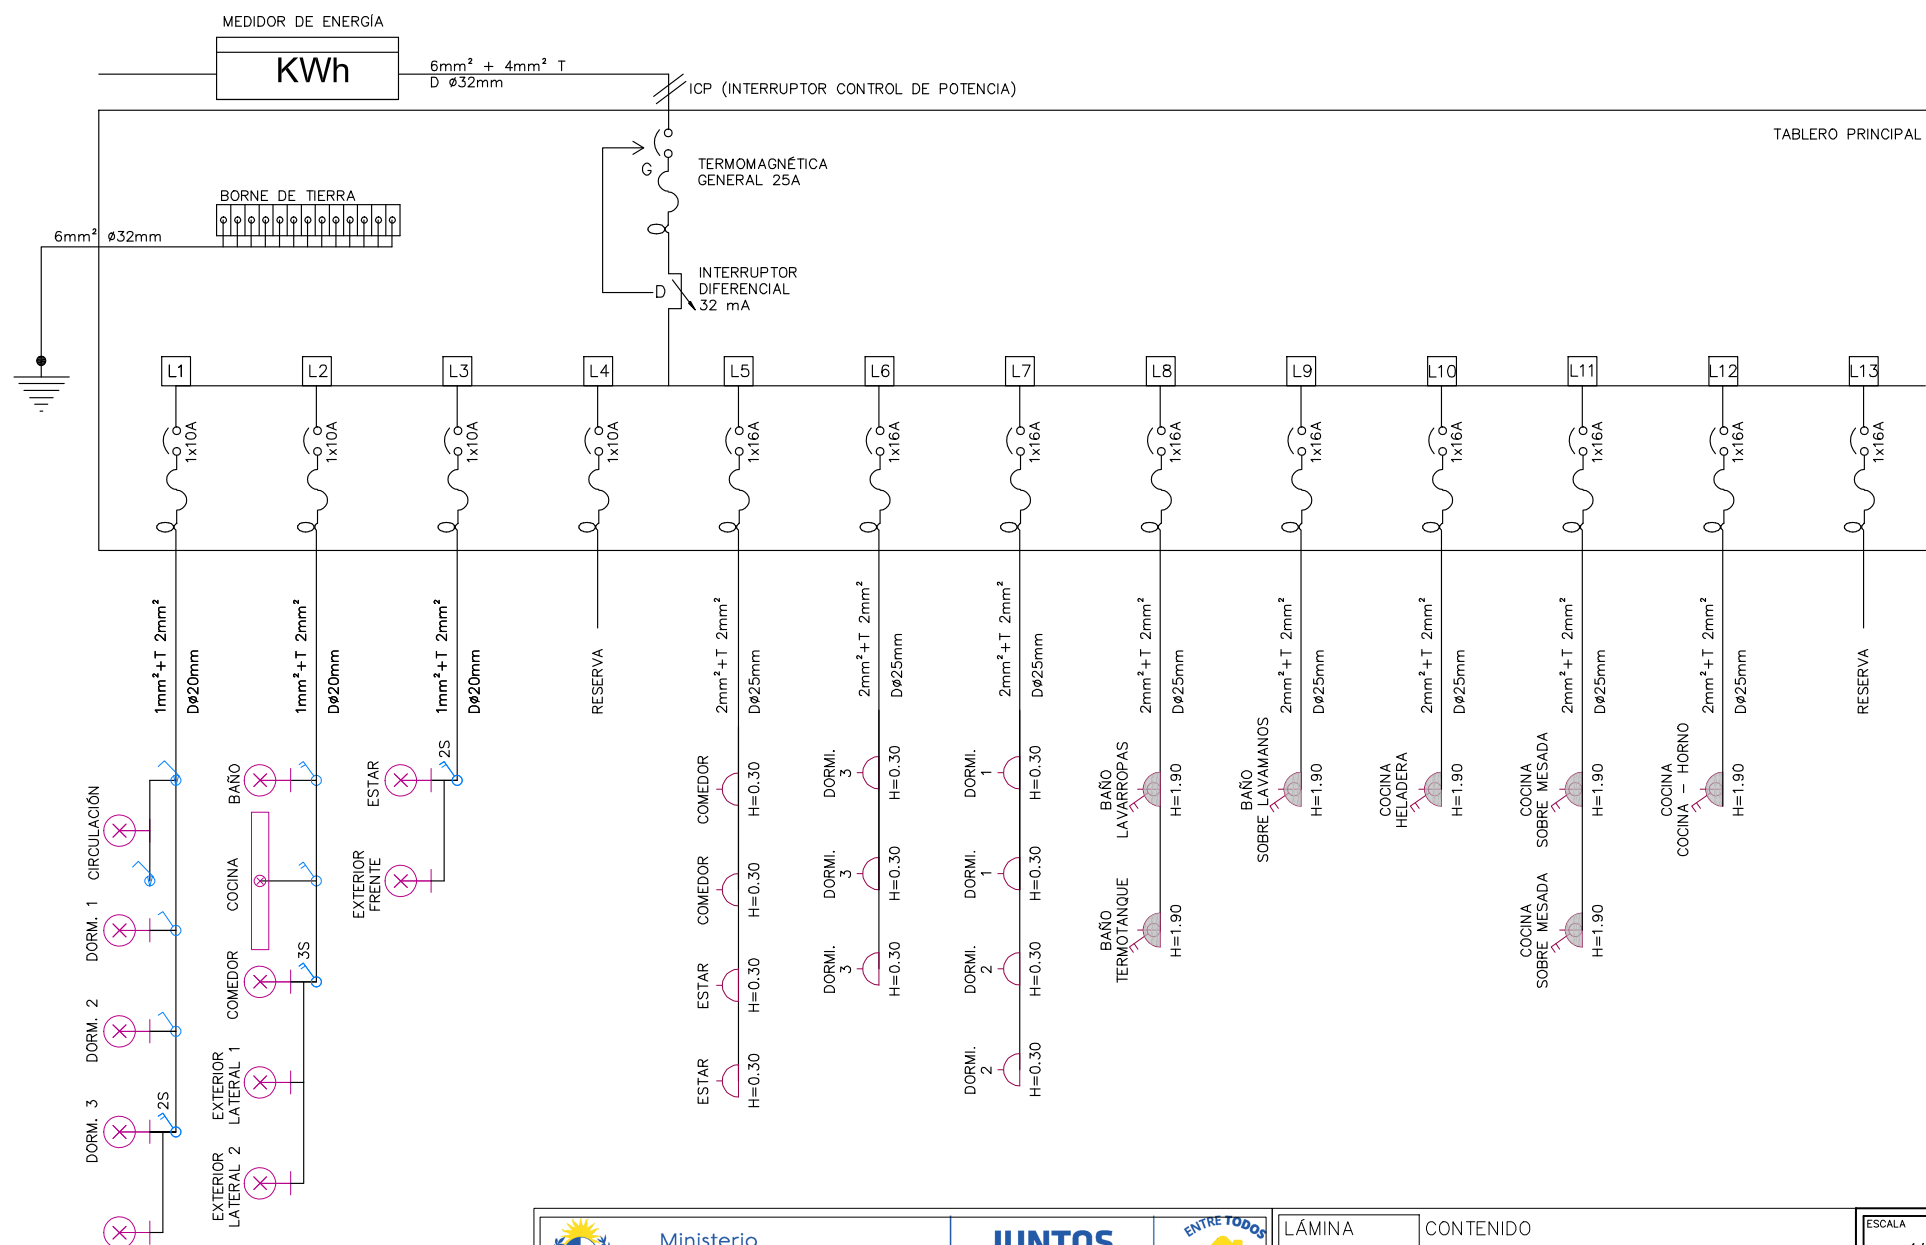 MEDIDOR DE ENERGÍA
KWh
6mm² + 4mm² T
D ø32mm
ICP (INTERRUPTOR CONTROL DE POTENCIA)
TABLERO PRINCIPAL
G
TERMOMAGNÉTICA
GENERAL 25A
BORNE DE TIERRA
6mm² ø32mm
D
INTERRUPTOR
DIFERENCIAL
32 mA
L1
L2
L3
L4
L5
L6
L7
L8
L9
L10
L11
L12
L13
1x10A
1x10A
1x10A
1x10A
1x16A
1x16A
1x16A
1x16A
1x16A
1x16A
1x16A
1x16A
1x16A
1mm²+T 2mm²
Dø20mm
1mm²+T 2mm²
Dø20mm
1mm²+T 2mm²
Dø20mm
RESERVA
2mm²+T 2mm²
Dø25mm
2mm²+T 2mm²
Dø25mm
2mm²+T 2mm²
Dø25mm
2mm²+T 2mm²
Dø25mm
2mm²+T 2mm²
Dø25mm
2mm²+T 2mm²
Dø25mm
2mm²+T 2mm²
Dø25mm
2mm²+T 2mm²
Dø25mm
RESERVA
CIRCULACIÓN
DORM. 1
DORM. 2
DORM. 3
2S
BAÑO
COCINA
COMEDOR
3S
EXTERIOR
LATERAL 1
EXTERIOR
LATERAL 2
ESTAR
2S
EXTERIOR
FRENTE
COMEDOR
H=0.30
COMEDOR
H=0.30
ESTAR
H=0.30
ESTAR
H=0.30
DORMI.
3
H=0.30
DORMI.
3
H=0.30
DORMI.
3
H=0.30
DORMI.
1
H=0.30
DORMI.
1
H=0.30
DORMI.
2
H=0.30
DORMI.
2
H=0.30
BAÑO
LAVARROPAS
H=1.90
BAÑO
TERMOTANQUE
H=1.90
BAÑO
SOBRE LAVAMANOS
H=1.90
COCINA
HELADERA
H=1.90
COCINA
SOBRE MESADA
H=1.90
COCINA
SOBRE MESADA
H=1.90
COCINA
COCINA – HORNO
H=1.90
Ministerio
JUNTOS
ENTRE TODOS
LÁMINA
CONTENIDO
ESCALA